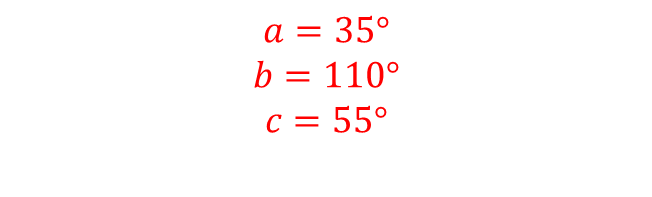 a = 35°
b = 110°
c = 55°